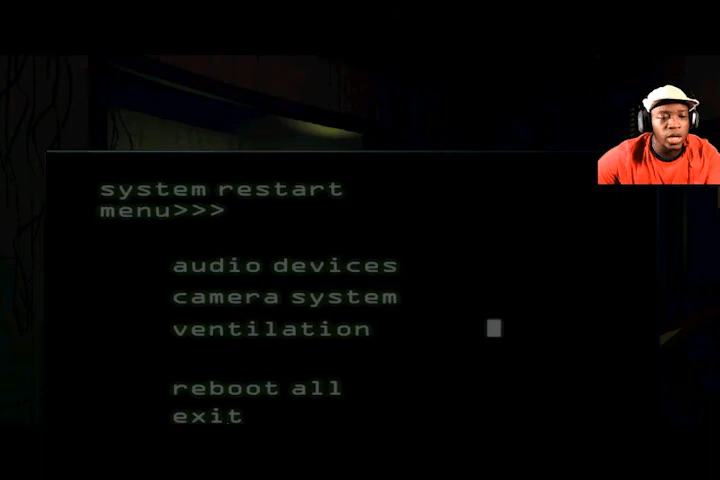 system restart
menu>>>
audio devices
camera system
ventilation
reboot all
exit